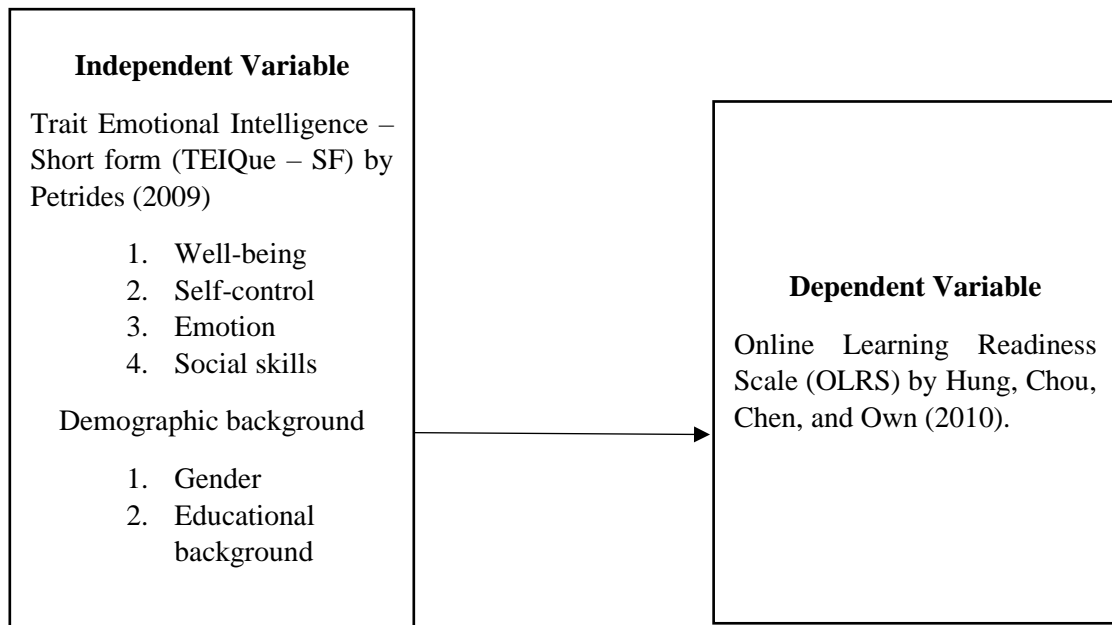 Independent Variable
Trait Emotional Intelligence –
Short form (TEIQue – SF) by
Petrides (2009)
1. Well-being
2. Self-control
3. Emotion
4. Social skills
Demographic background
1. Gender
2. Educational
background
Dependent Variable
Online Learning Readiness
Scale (OLRS) by Hung, Chou,
Chen, and Own (2010).